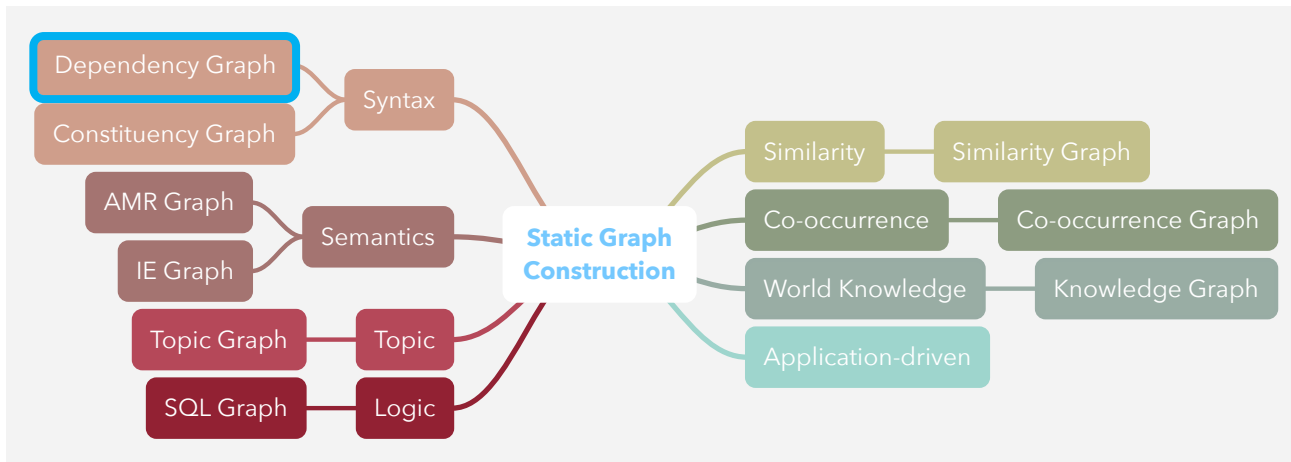 Dependency Graph
Constituency Graph
Syntax
AMR Graph
IE Graph
Semantics
Topic Graph
Topic
SQL Graph
Logic
Static Graph
Construction
Similarity
Similarity Graph
Co-occurrence
Co-occurrence Graph
World Knowledge
Knowledge Graph
Application-driven